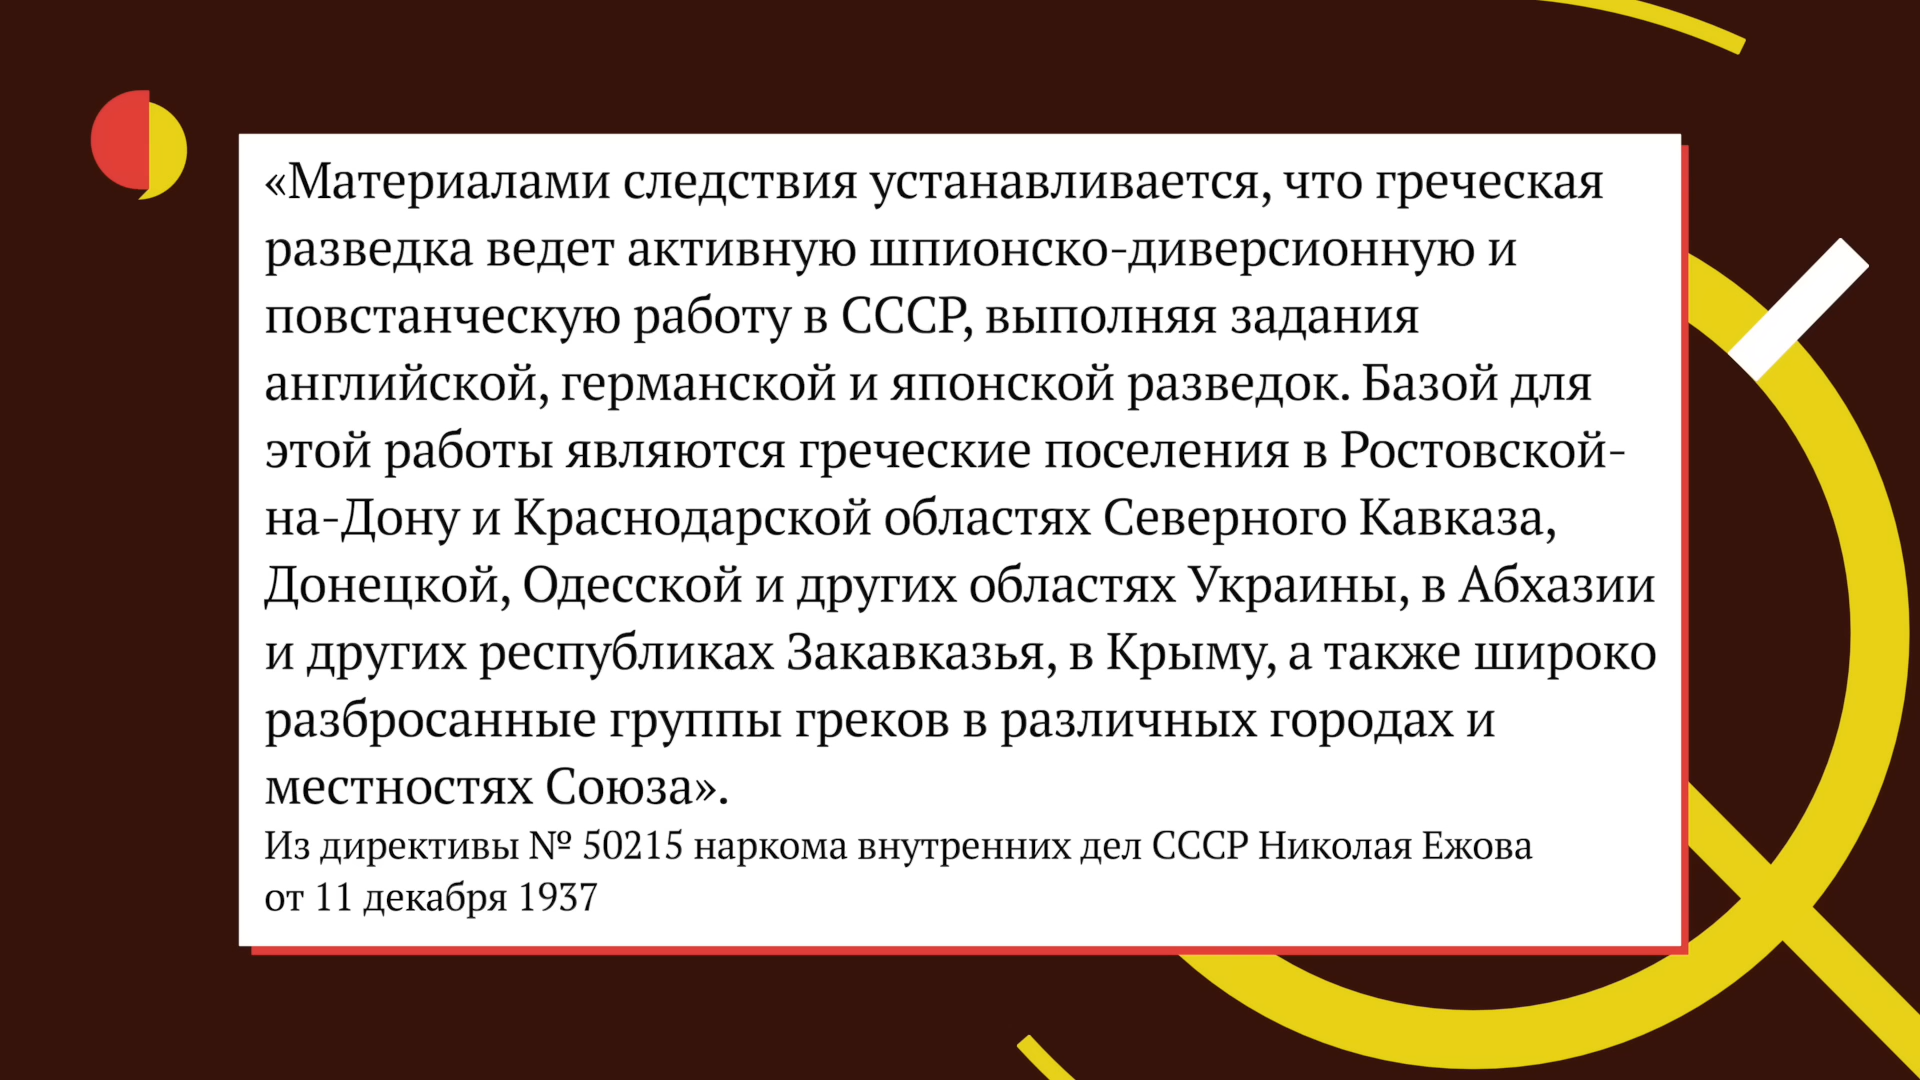 «Материалами следствия устанавливается, что греческая
разведка ведет активную шпионско-диверсионную и
повстанческую работу в СССР, выполняя задания
английской, германской и японской разведок. Базой для
этой работы являются греческие поселения в Ростовской-
на-Дону и Краснодарской областях Северного Кавказа,
Донецкой, Одесской и других областях Украины, в Абхазии
и других республиках Закавказья, в Крыму, а также широко
разбросанные группы греков в различных городах и
местностях Союза».
Из директивы № 50215 наркома внутренних дел СССР Николая Ежова
от 11 декабря 1937